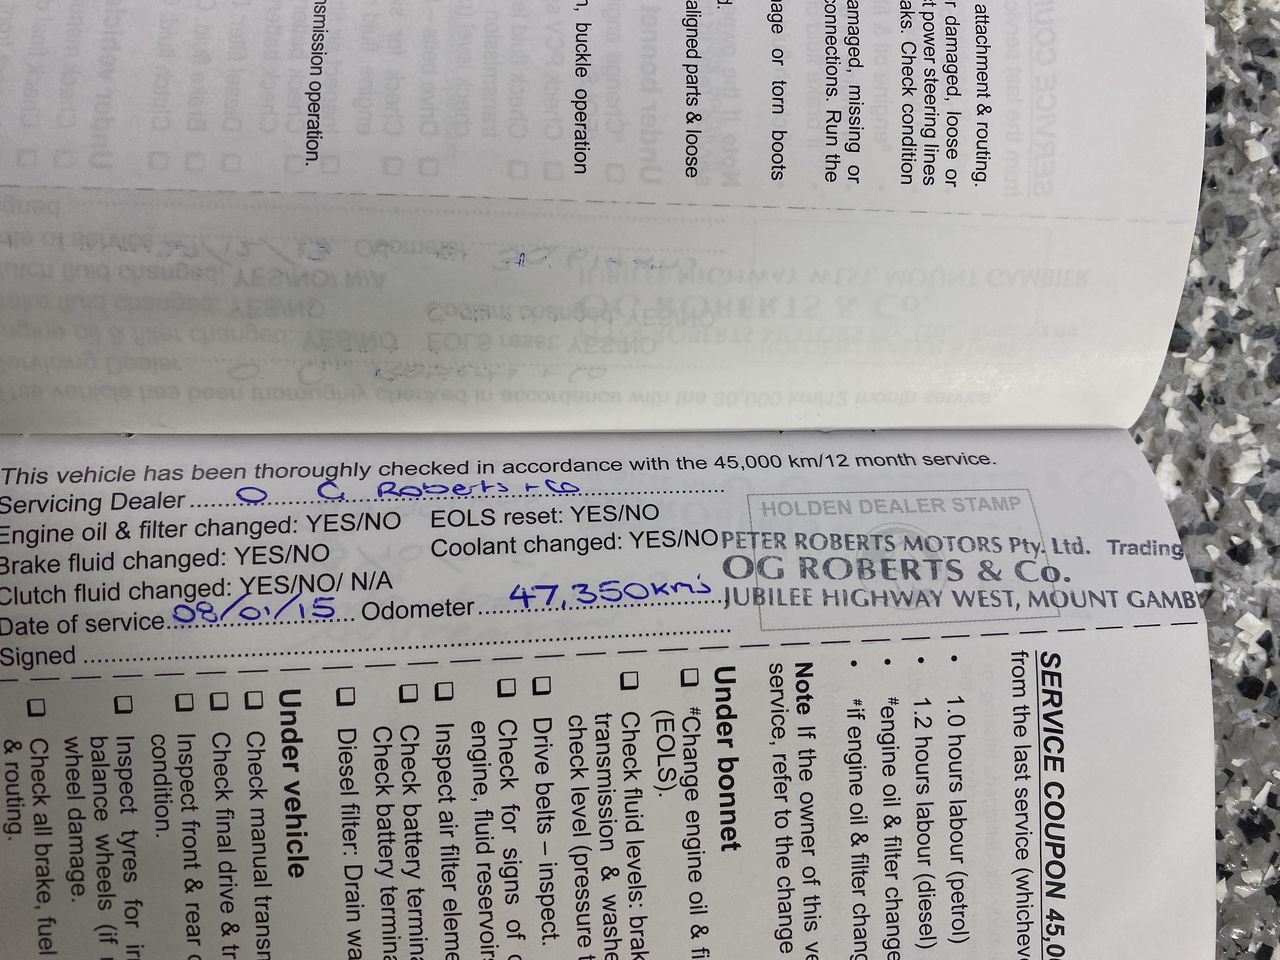 attachment & routing.
r damaged, loose or
t power steering lines
aks. Check condition
amaged, missing or
connections. Run the
age or torn boots
d.
aligned parts & loose
n, buckle operation
nsmission operation.
This vehicle has been thoroughly checked in accordance with the 45,000 km/12 month service.
Servicing Dealer O G Roberts + Co
Engine oil & filter changed: YES/NO EOLS reset: YES/NO
Brake fluid changed: YES/NO Coolant changed: YES/NO
Clutch fluid changed: YES/NO/ N/A
Date of service 08/01/15 Odometer 47,350km's
Signed
HOLDEN DEALER STAMP
PETER ROBERTS MOTORS Pty. Ltd. Trading
OG ROBERTS & Co.
JUBILEE HIGHWAY WEST, MOUNT GAMB
SERVICE COUPON 45,0
from the last service (whichev
• 1.0 hours labour (petrol)
• 1.2 hours labour (diesel)
• #engine oil & filter change
• #if engine oil & filter chang
Note If the owner of this ve
service, refer to the change
Under bonnet
❑ #Change engine oil & fi
(EOLS).
❑ Check fluid levels: brak
transmission & washe
check level (pressure t
❑ Drive belts – inspect.
❑ Check for signs of
engine, fluid reservoirs
❑ Inspect air filter eleme
❑ Check battery termina
Check battery termina
❑ Diesel filter: Drain wa
Under vehicle
❑ Check manual transm
❑ Check final drive & tr
❑ Inspect front & rear
condition.
❑ Inspect tyres for irr
balance wheels (if
wheel damage.
❑ Check all brake, fuel
& routing.